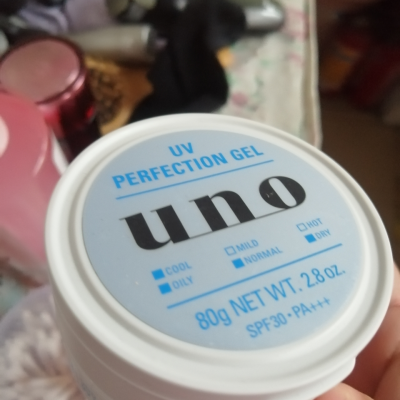 UV
PERFECTION GEL
uno
COOL MILD HOT
OILY NORMAL DRY
80g NET WT. 2.8 oz.
SPF30・PA+++